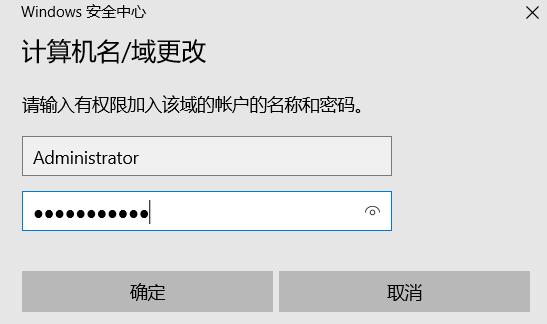 Windows 安全中心
计算机名/域更改
请输入有权限加入该域的帐户的名称和密码。
Administrator
●●●●●●●●●●●
确定
取消